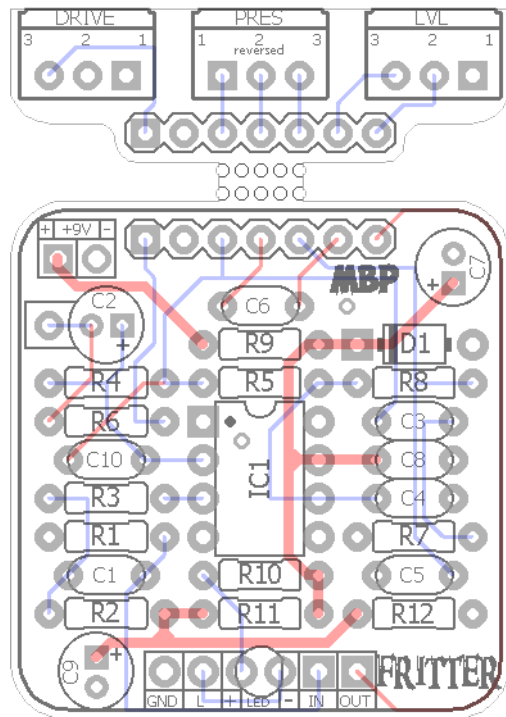 DRIVE PRES LVL
3 2 1 1 2 3 3 2 1
reversed
+ +9V -
MBP
C7
+
C2
+
C6
R9 D1
R4 R5 R8
R6 C3
C10 IC1 C8
R3 C4
R1 R7
C1 R10 C5
R2 R11 R12
C9 +
FRITTER
GND L + LED - IN OUT